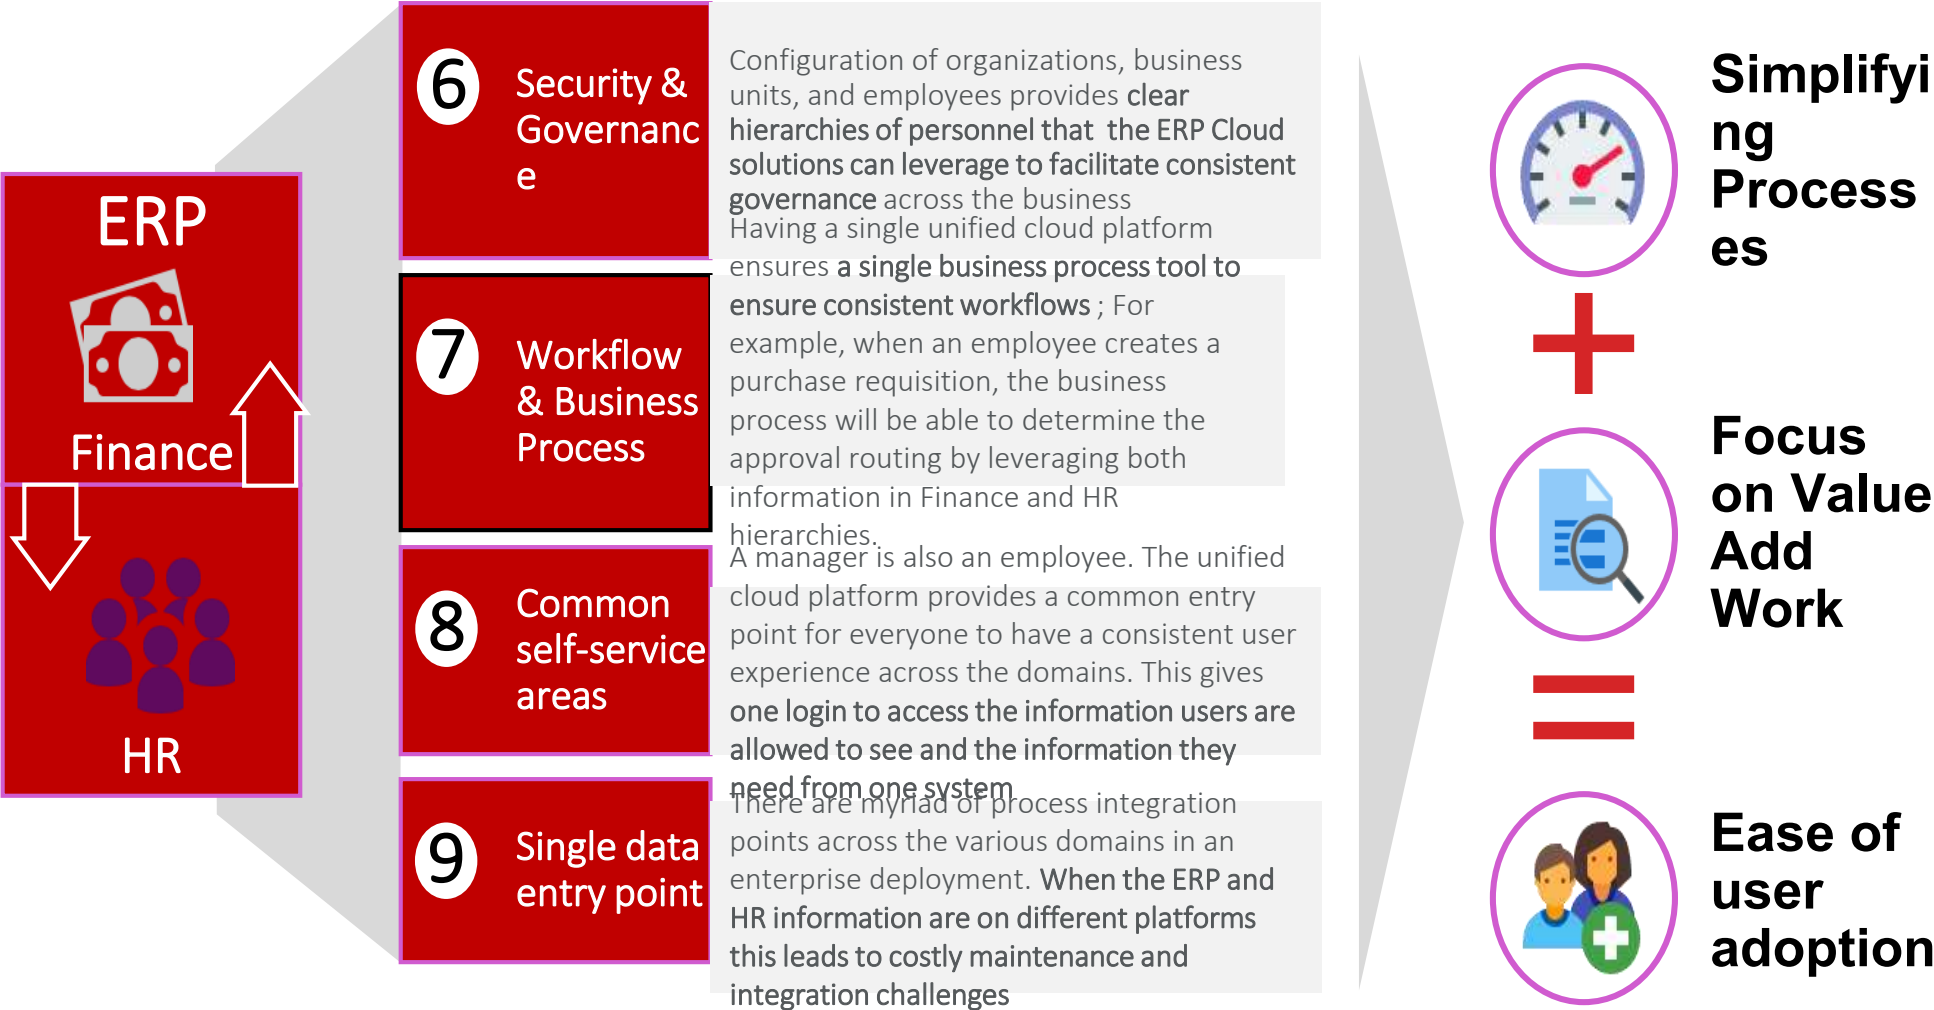 ERP
Finance
HR
6
Security &
Governanc
e
Configuration of organizations, business
units, and employees provides clear
hierarchies of personnel that the ERP Cloud
solutions can leverage to facilitate consistent
governance across the business
7
Workflow
& Business
Process
Having a single unified cloud platform
ensures a single business process tool to
ensure consistent workflows ; For
example, when an employee creates a
purchase requisition, the business
process will be able to determine the
approval routing by leveraging both
information in Finance and HR
hierarchies.
8
Common
self-service
areas
A manager is also an employee. The unified
cloud platform provides a common entry
point for everyone to have a consistent user
experience across the domains. This gives
one login to access the information users are
allowed to see and the information they
need from one system
9
Single data
entry point
There are myriad of process integration
points across the various domains in an
enterprise deployment. When the ERP and
HR information are on different platforms
this leads to costly maintenance and
integration challenges
Simplifyi
ng
Process
es
Focus
on Value
Add
Work
Ease of
user
adoption